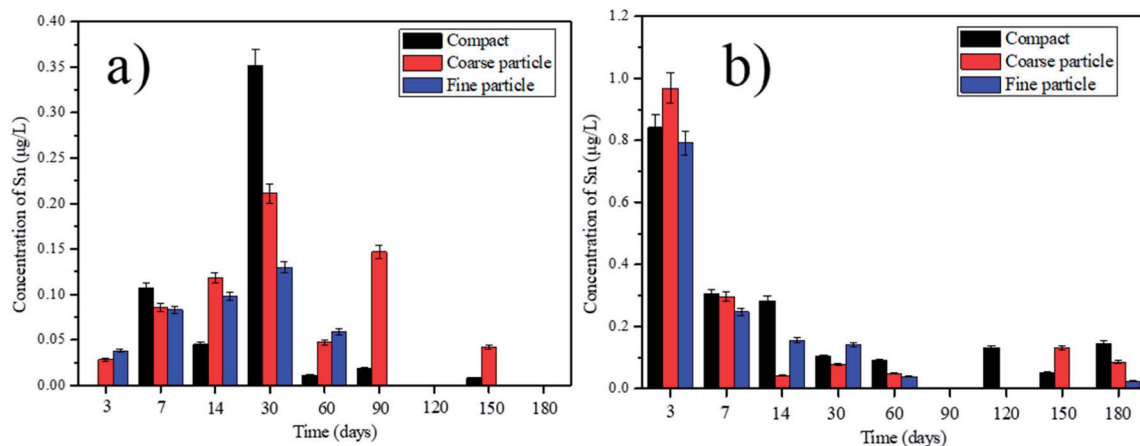 a)
Compact
Coarse particle
Fine particle
Concentration of Sn (µg/L)
0.40
0.35
0.30
0.25
0.20
0.15
0.10
0.05
0.00
3 7 14 30 60 90 120 150 180
Time (days)
b)
Compact
Coarse particle
Fine particle
Concentration of Sn (µg/L)
1.2
1.0
0.8
0.6
0.4
0.2
0.0
3 7 14 30 60 90 120 150 180
Time (days)